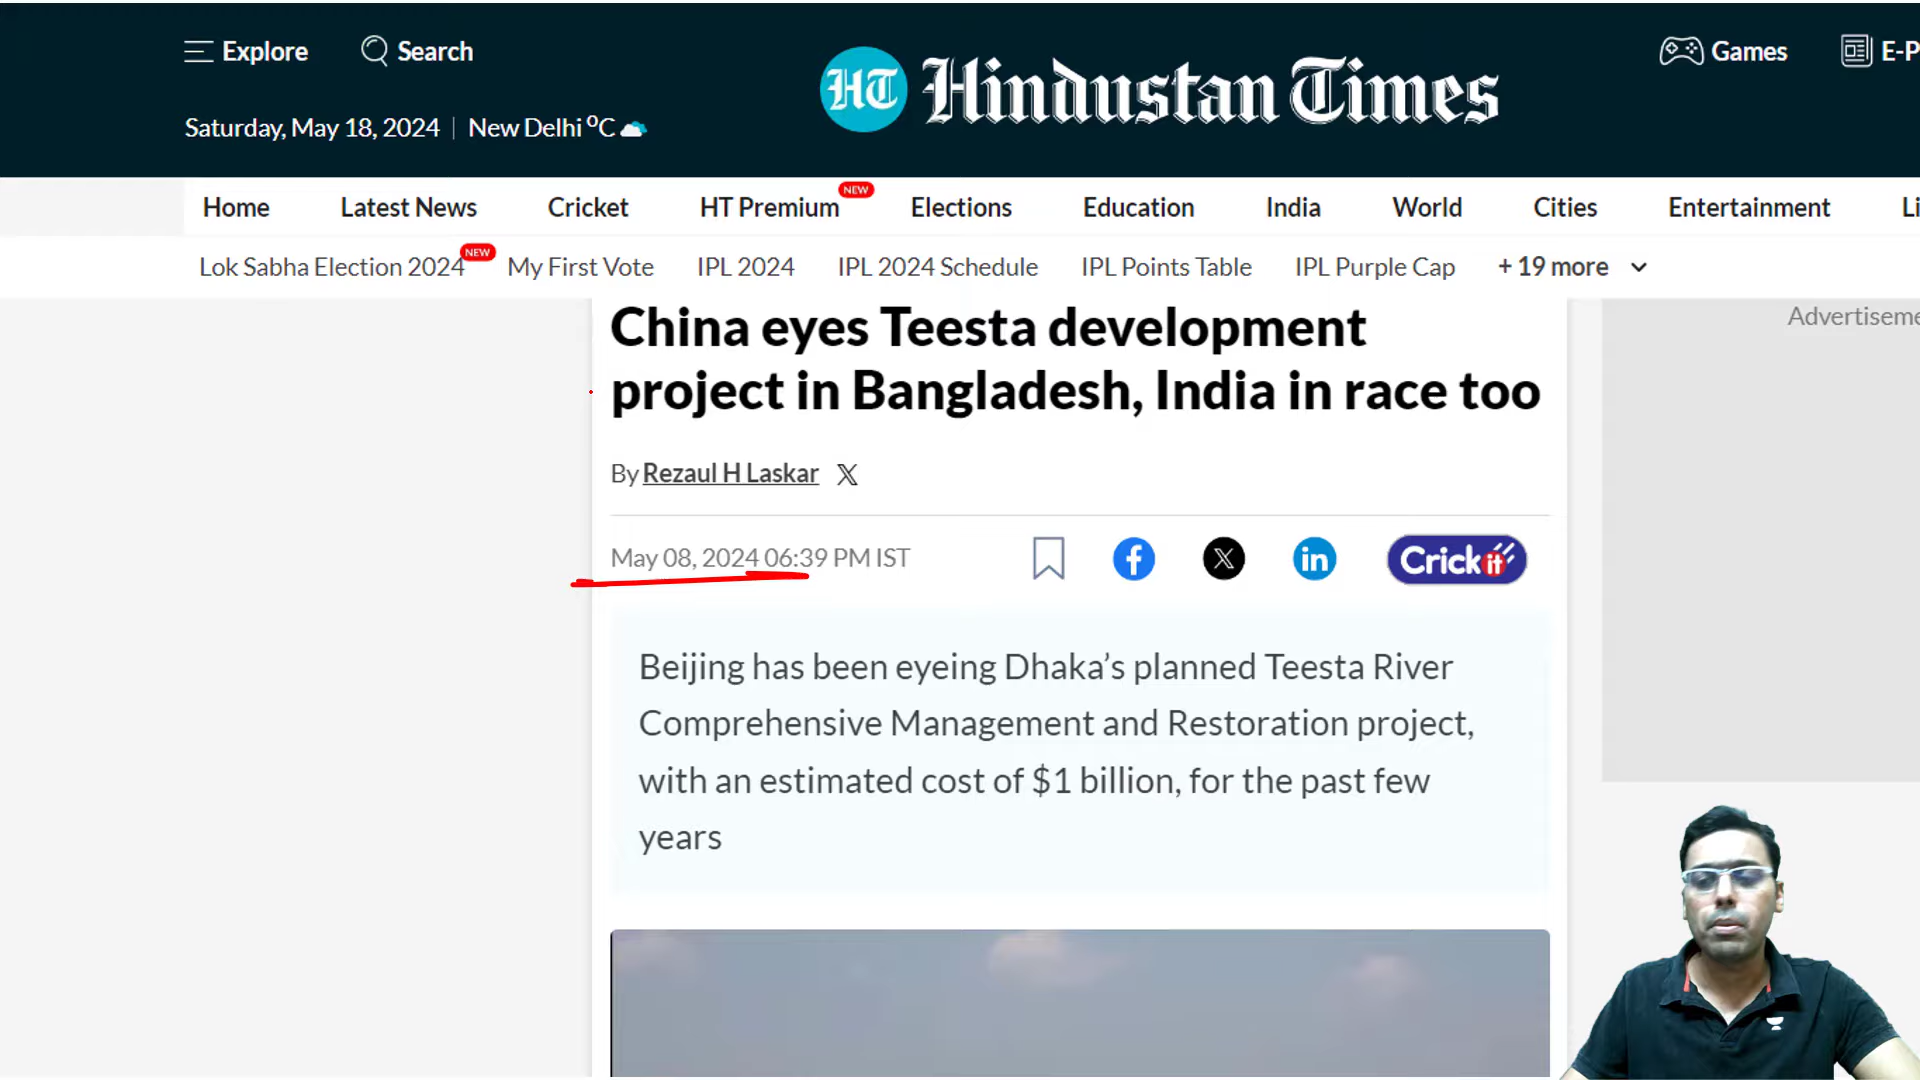 Explore
Search
HT Hindustan Times
Games
E-P
Saturday, May 18, 2024 | New Delhi ⁰C
Home
Latest News
Cricket
HT Premium
NEW
Elections
Education
India
World
Cities
Entertainment
Li
Lok Sabha Election 2024
NEW
My First Vote
IPL 2024
IPL 2024 Schedule
IPL Points Table
IPL Purple Cap
+ 19 more
China eyes Teesta development
project in Bangladesh, India in race too
By Rezaul H Laskar
May 08, 2024 06:39 PM IST
Crickit
Advertiseme
Beijing has been eyeing Dhaka’s planned Teesta River
Comprehensive Management and Restoration project,
with an estimated cost of $1 billion, for the past few
years